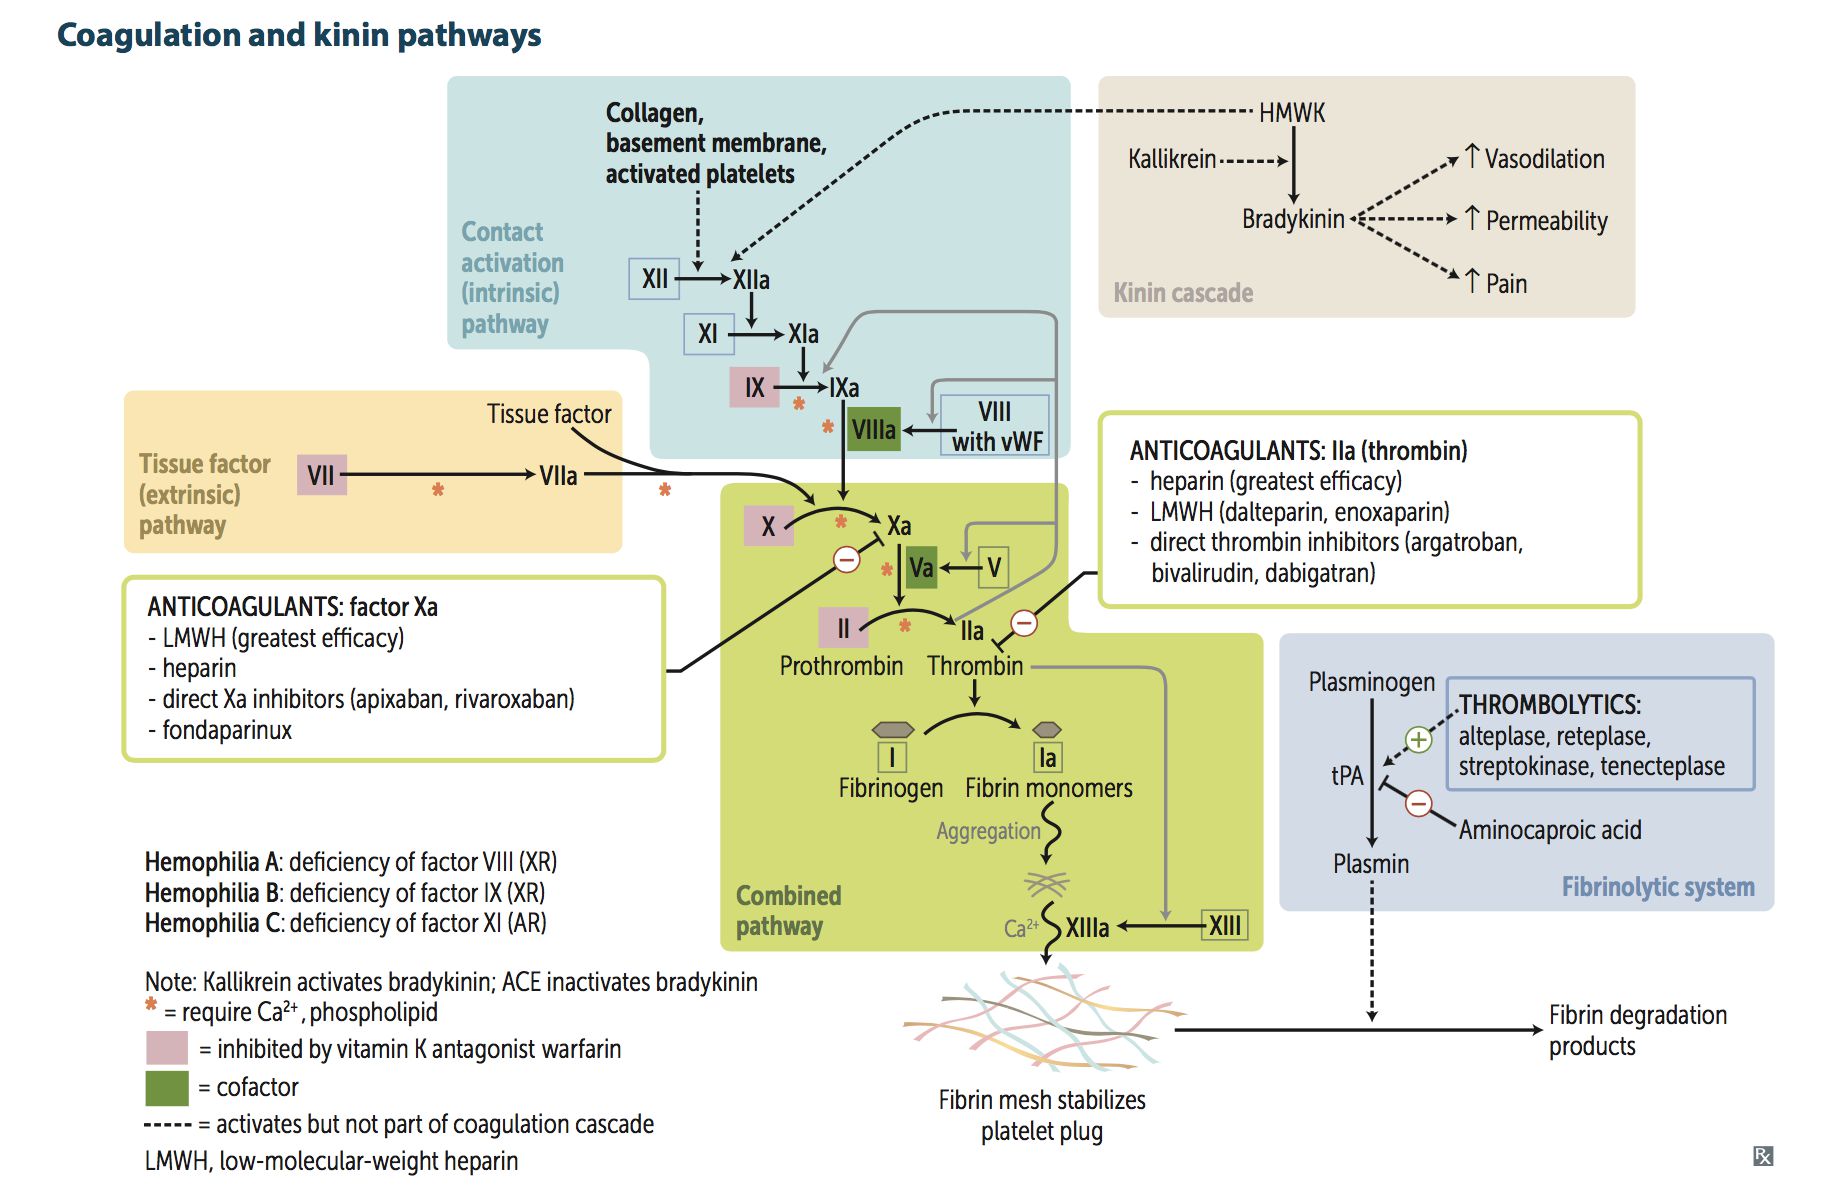 Coagulation and kinin pathways
Collagen,
basement membrane,
activated platelets
Contact
activation
(intrinsic)
pathway
XII
XIIa
XI
XIa
IX
*
IXa
*
VIIIa
VIII
with vWF
HMWK
Kallikrein
Bradykinin
↑ Vasodilation
↑ Permeability
↑ Pain
Kinin cascade
Tissue factor
Tissue factor
(extrinsic)
pathway
VII
*
VIIa
*
X
*
Xa
−
*
Va
V
II
*
IIa
−
Prothrombin
Thrombin
I
Ia
Fibrinogen
Fibrin monomers
Aggregation
Combined
pathway
Ca2+
XIIIa
XIII
ANTICOAGULANTS: IIa (thrombin)
- heparin (greatest efficacy)
- LMWH (dalteparin, enoxaparin)
- direct thrombin inhibitors (argatroban,
bivalirudin, dabigatran)
ANTICOAGULANTS: factor Xa
- LMWH (greatest efficacy)
- heparin
- direct Xa inhibitors (apixaban, rivaroxaban)
- fondaparinux
Plasminogen
THROMBOLYTICS:
alteplase, reteplase,
streptokinase, tenecteplase
+
tPA
−
Aminocaproic acid
Plasmin
Fibrinolytic system
Fibrin degradation
products
Fibrin mesh stabilizes
platelet plug
Hemophilia A: deficiency of factor VIII (XR)
Hemophilia B: deficiency of factor IX (XR)
Hemophilia C: deficiency of factor XI (AR)
Note: Kallikrein activates bradykinin; ACE inactivates bradykinin
* = require Ca2+, phospholipid
= inhibited by vitamin K antagonist warfarin
= cofactor
= activates but not part of coagulation cascade
LMWH, low-molecular-weight heparin
Rx